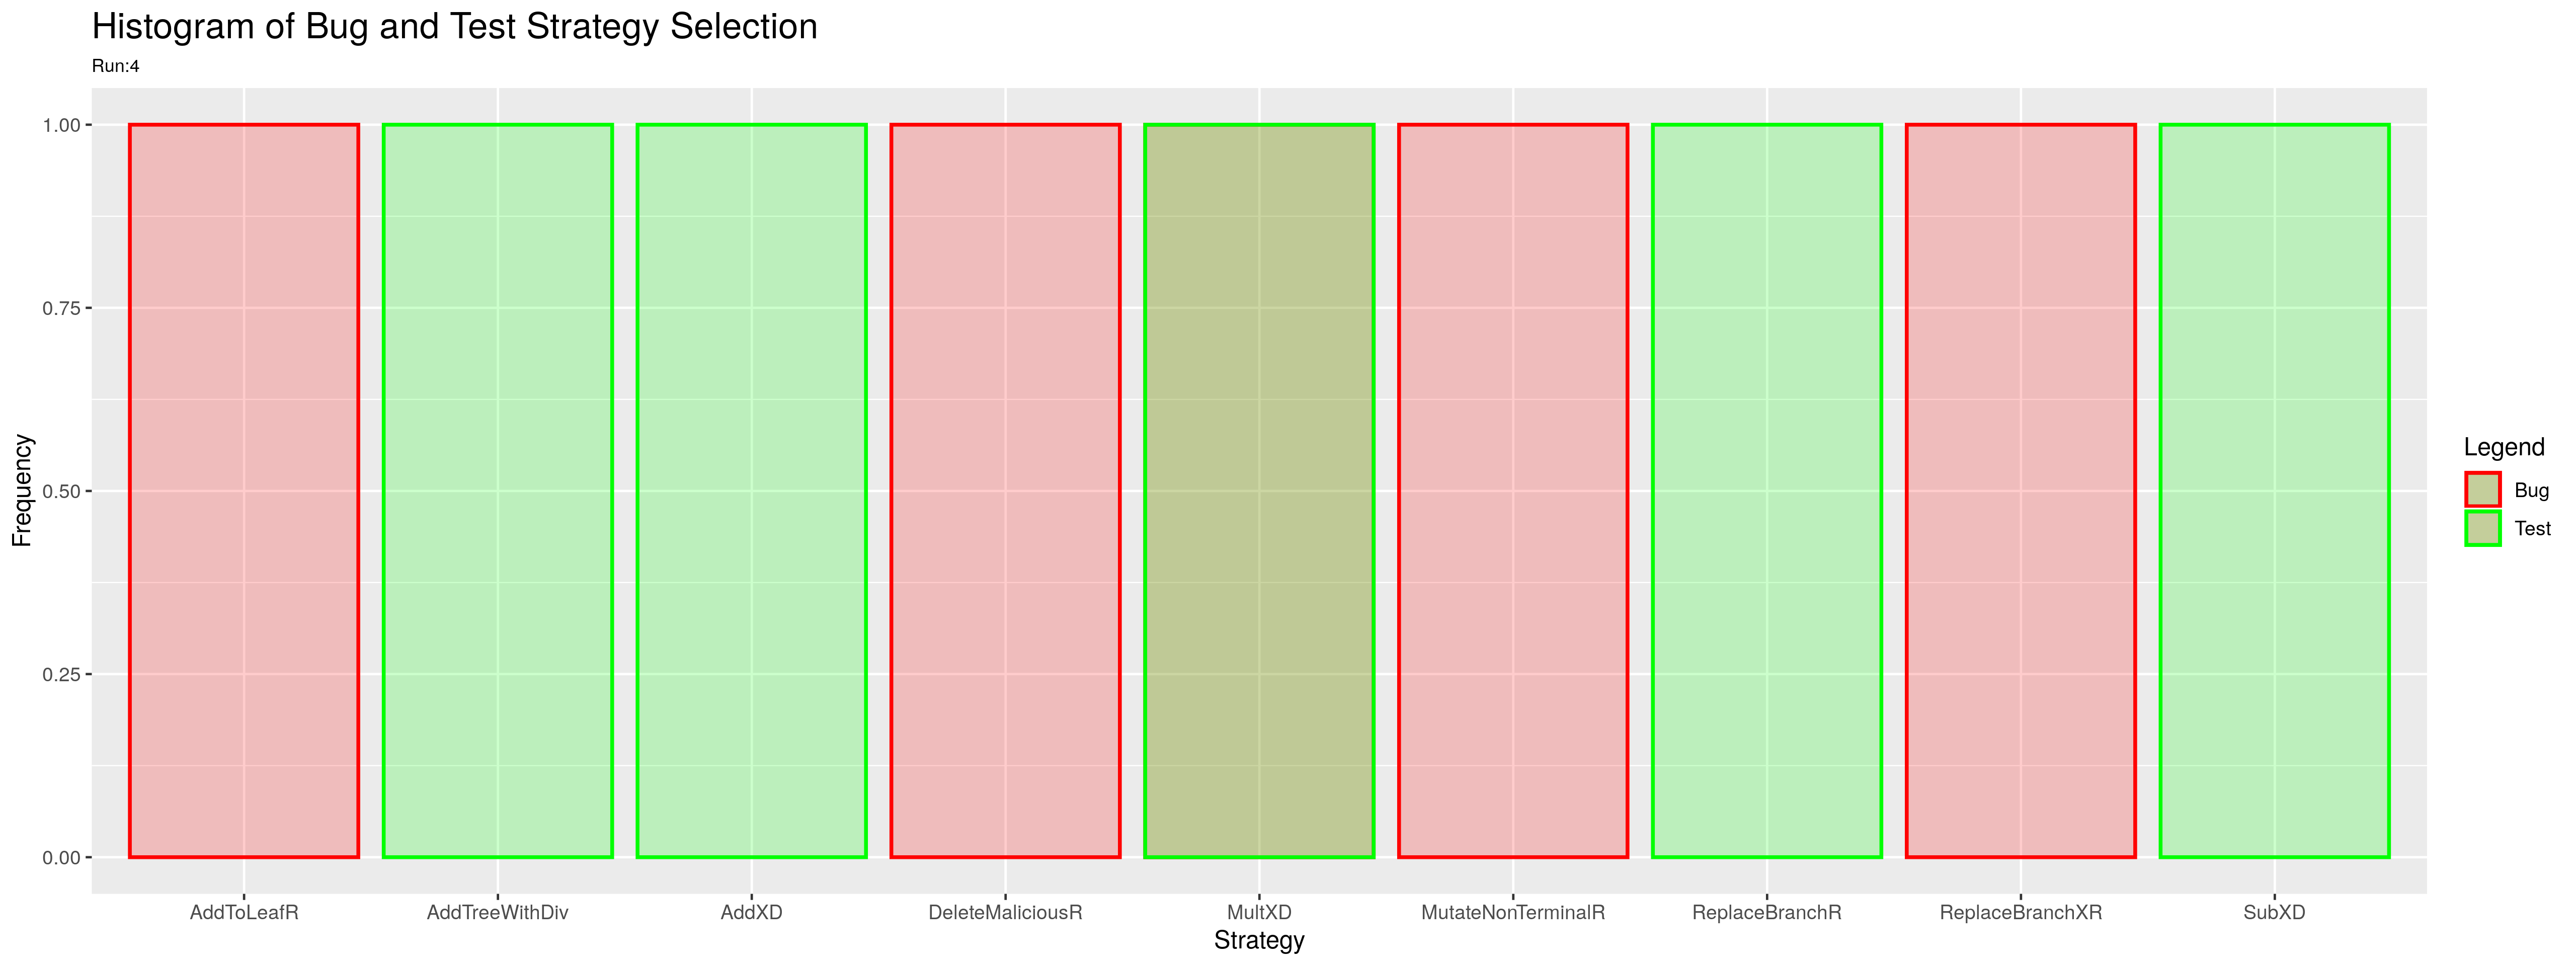 Histogram of Bug and Test Strategy Selection
Run:4
1.00
0.75
0.50
0.25
0.00
Frequency
AddToLeafR AddTreeWithDiv AddXD DeleteMaliciousR MultXD MutateNonTerminalR ReplaceBranchR ReplaceBranchXR SubXD
Strategy
Legend
Bug
Test